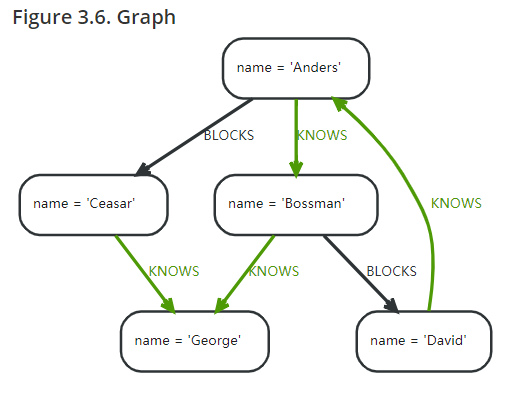 Figure 3.6. Graph
name = 'Anders'
BLOCKS
KNOWS
name = 'Ceasar'
name = 'Bossman'
KNOWS
KNOWS
KNOWS
BLOCKS
name = 'George'
name = 'David'